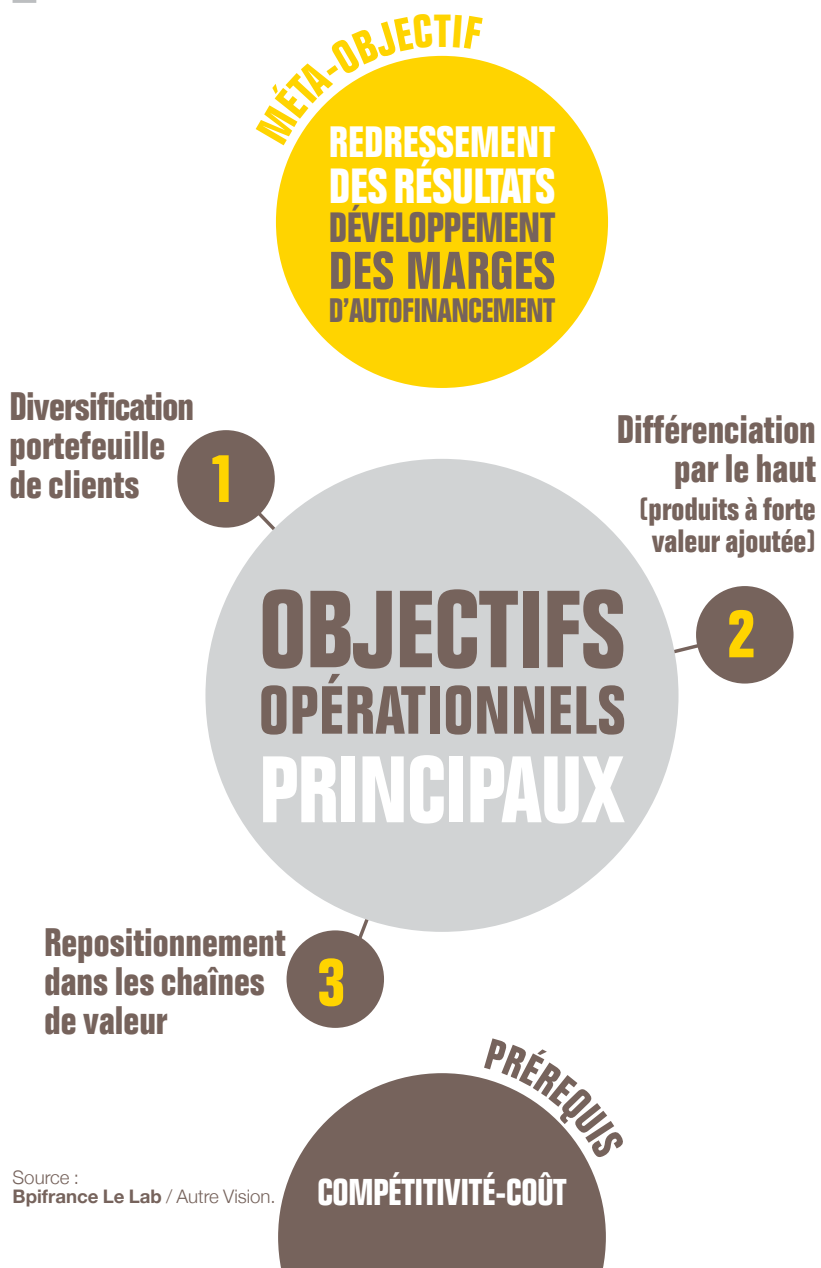 MÉTA-OBJECTIF
REDRESSEMENT
DES RÉSULTATS
DÉVELOPPEMENT
DES MARGES
D'AUTOFINANCEMENT
Diversification
portefeuille
de clients
1
Différenciation
par le haut
(produits à forte
valeur ajoutée)
2
OBJECTIFS
OPÉRATIONNELS
PRINCIPAUX
Repositionnement
dans les chaînes
de valeur
3
PRÉREQUIS
COMPÉTITIVITÉ-COÛT
Source :
Bpifrance Le Lab / Autre Vision.